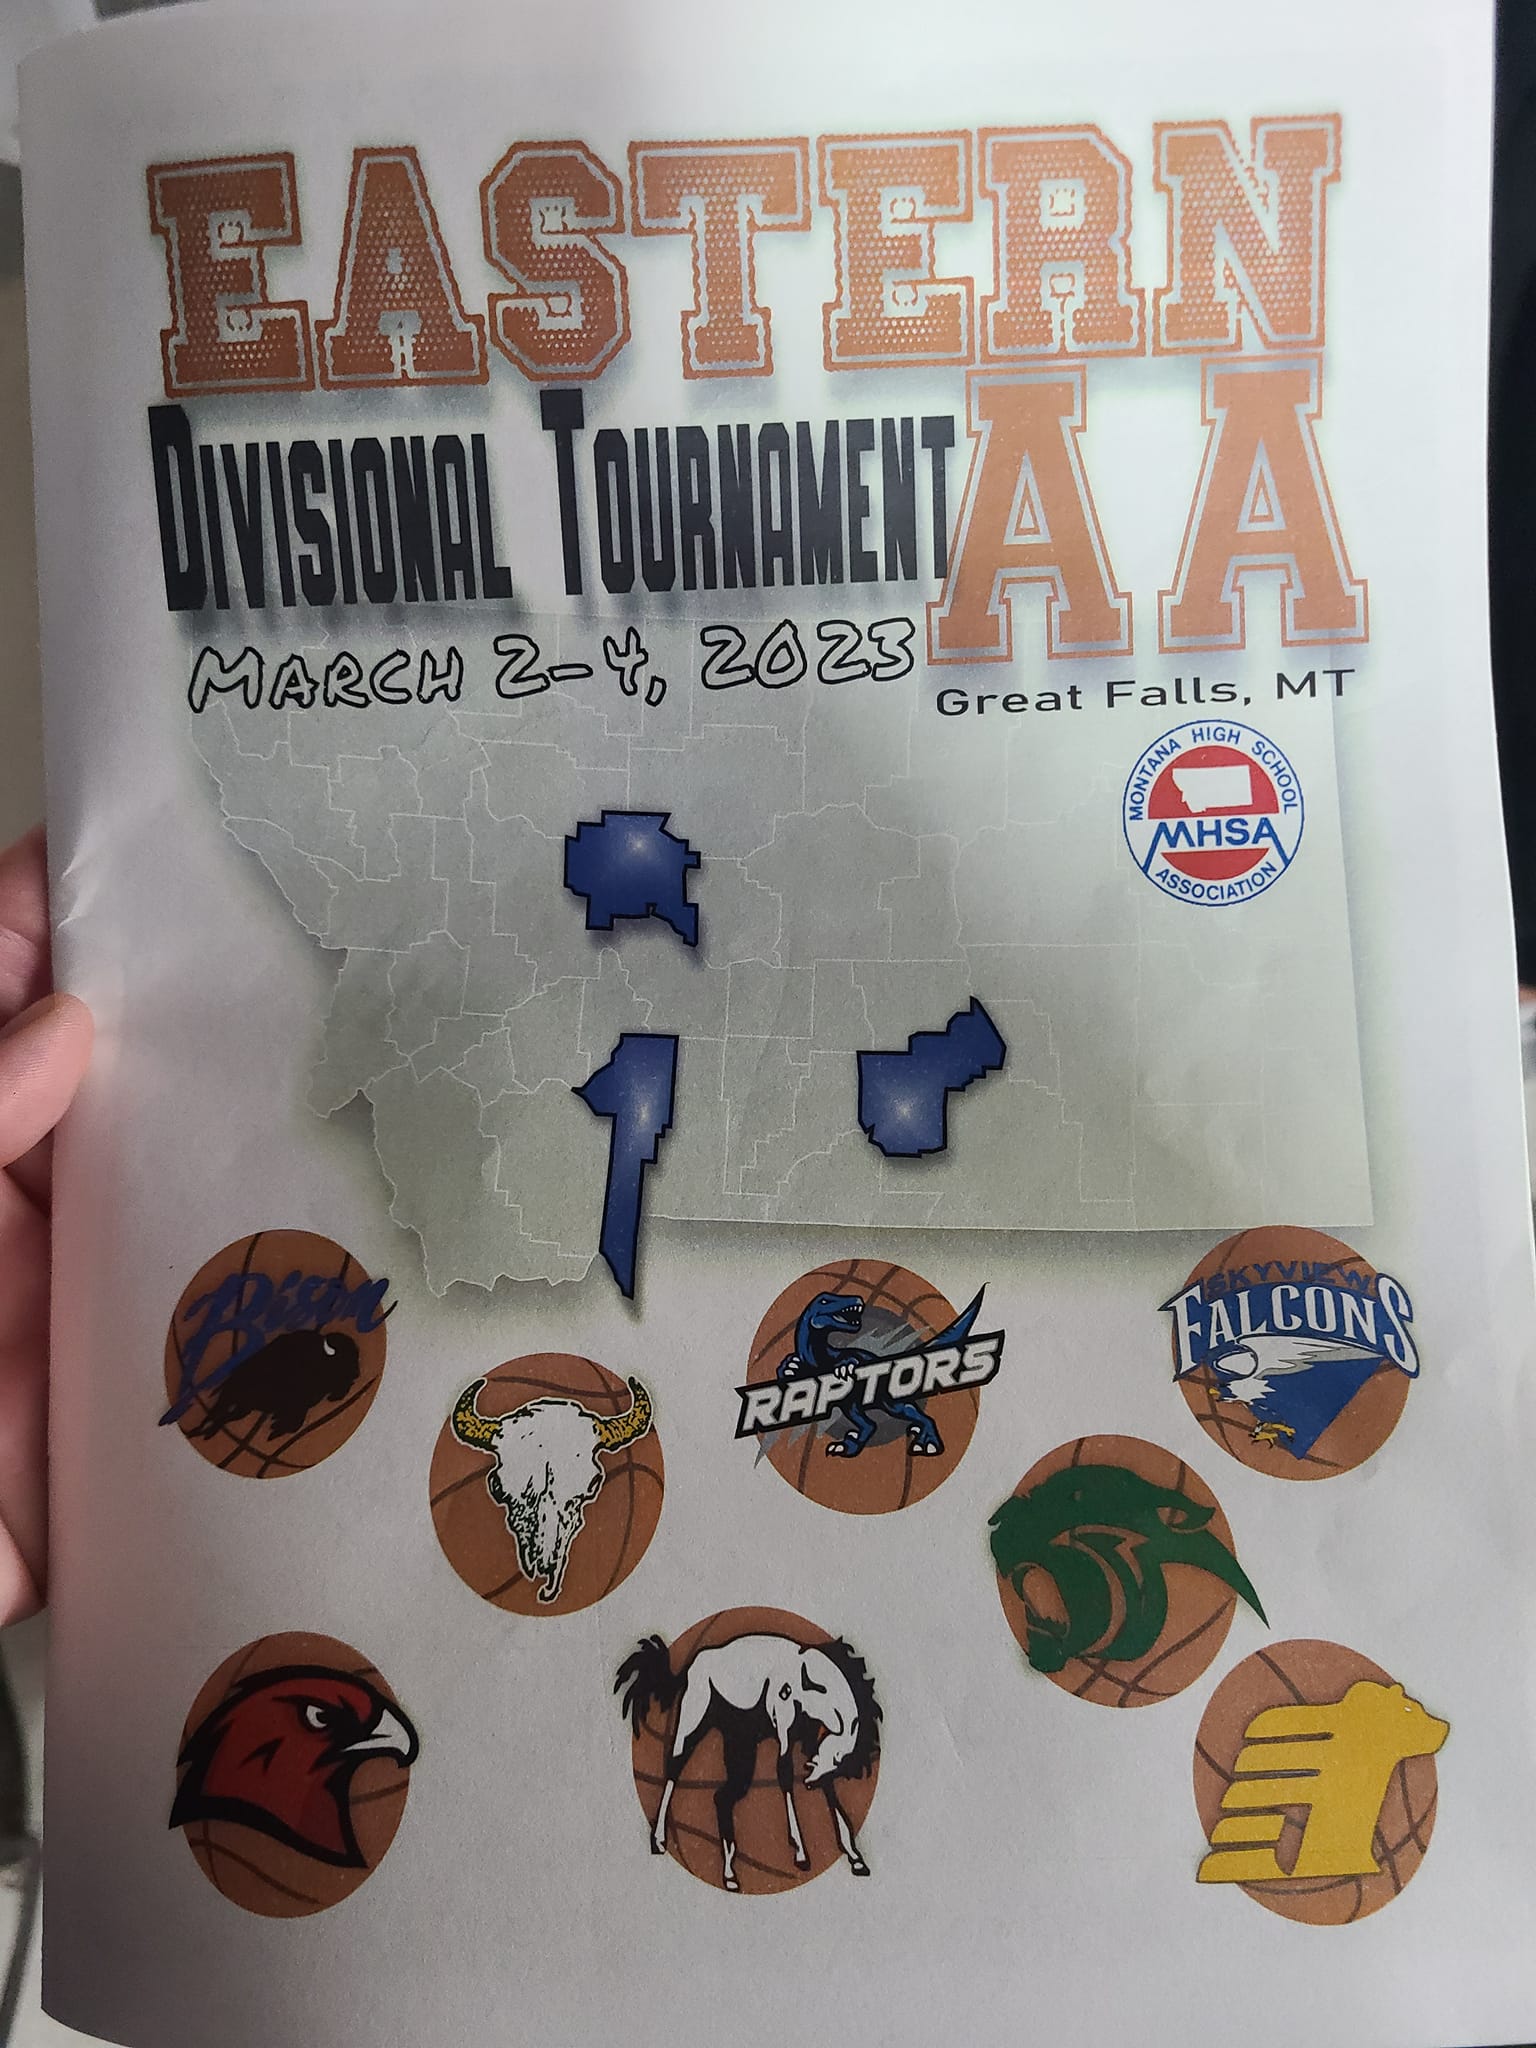 EASTERN
DIVISIONAL TOURNAMENT
AA
MARCH 2-4, 2023
Great Falls, MT
MONTANA HIGH SCHOOL
MHSA
ASSOCIATION
Bison
RAPTORS
SKYVIEW
FALCONS